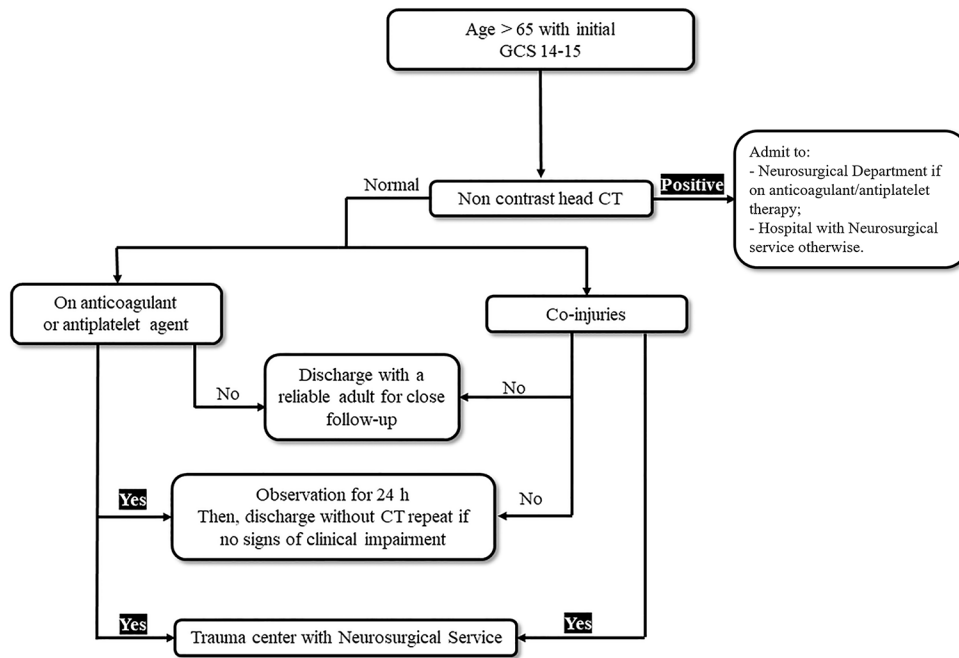 Age > 65 with initial
GCS 14-15
Normal
Non contrast head CT
Positive
Admit to:
- Neurosurgical Department if
on anticoagulant/antiplatelet
therapy;
- Hospital with Neurosurgical
service otherwise.
On anticoagulant
or antiplatelet agent
Co-injuries
No
Discharge with a
reliable adult for close
follow-up
No
Yes
Observation for 24 h
Then, discharge without CT repeat if
no signs of clinical impairment
No
Yes
Trauma center with Neurosurgical Service
Yes